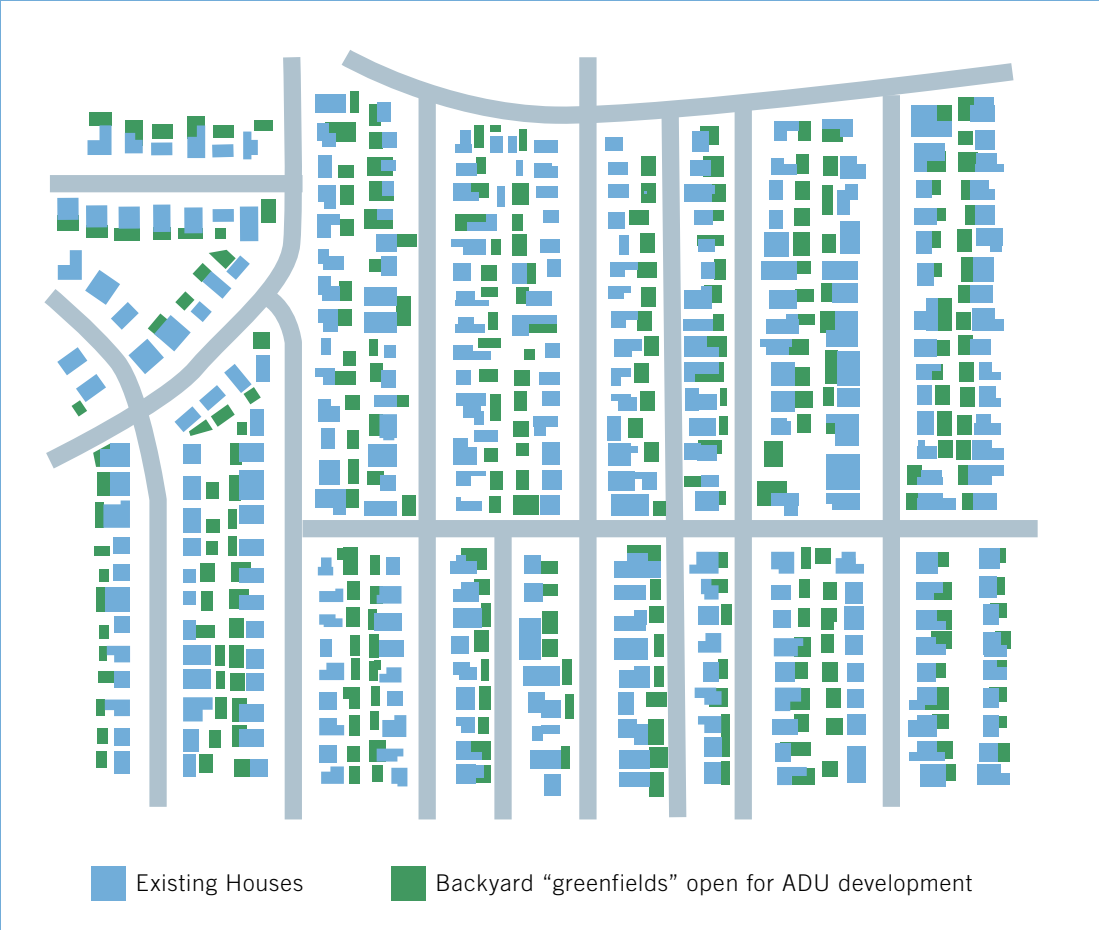 Existing Houses
Backyard “greenfields” open for ADU development